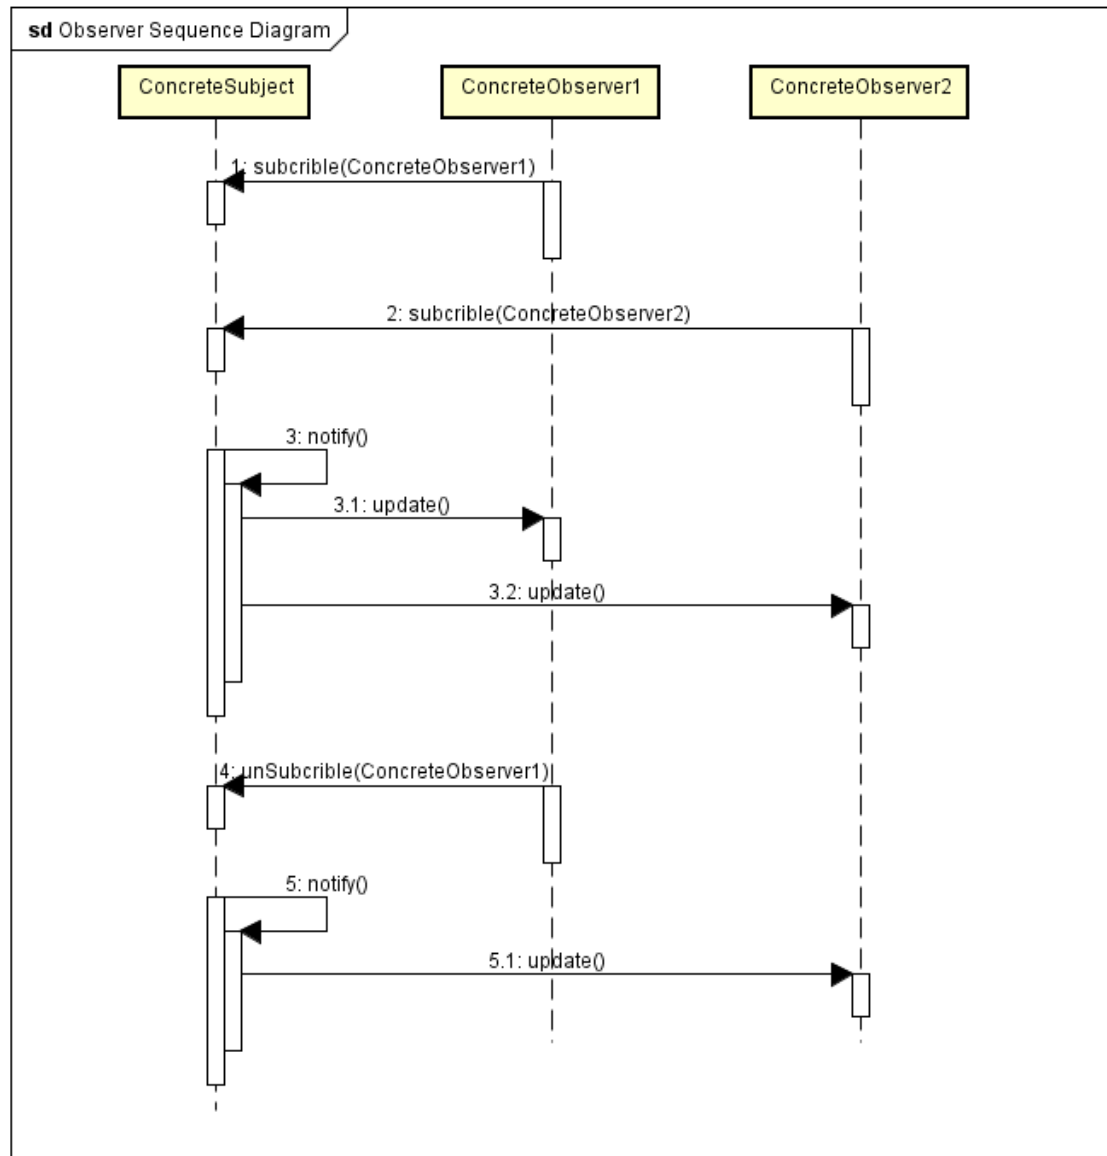 sd Observer Sequence Diagram
ConcreteSubject
ConcreteObserver1
ConcreteObserver2
1: subcrible(ConcreteObserver1)
2: subcrible(ConcreteObserver2)
3: notify()
3.1: update()
3.2: update()
4: unSubcrible(ConcreteObserver1)
5: notify()
5.1: update()